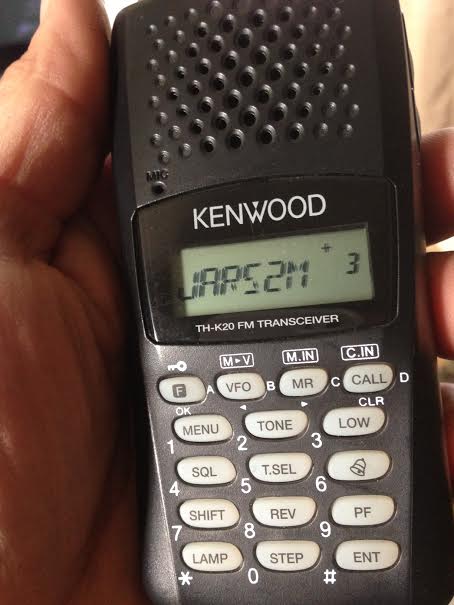 MIC
KENWOOD
JARS2M + 3
TH-K20 FM TRANSCEIVER
M▸V M.IN C.IN
F A VFO B MR C CALL D
OK ◂ ▸ CLR
MENU TONE LOW
1 2 3
SQL T.SEL
4 5 6
SHIFT REV PF
7 8 9
LAMP STEP ENT
* 0 #